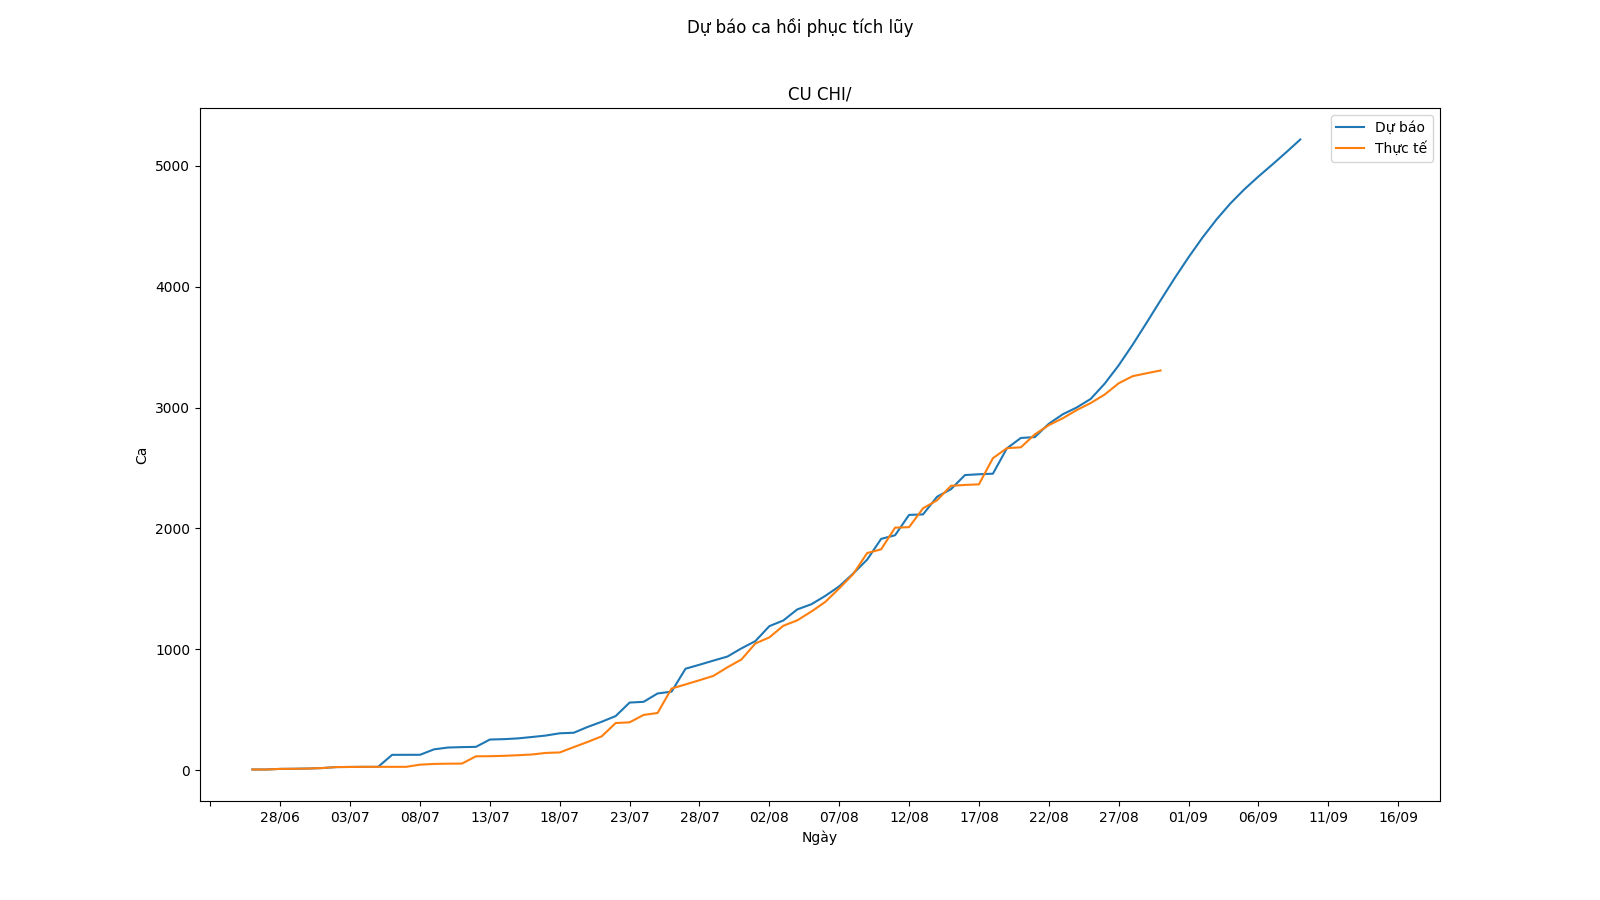 Dự báo ca hồi phục tích lũy
CU CHI/
Dự báo
Thực tế
5000
4000
3000
2000
1000
0
Ca
28/06 03/07 08/07 13/07 18/07 23/07 28/07 02/08 07/08 12/08 17/08 22/08 27/08 01/09 06/09 11/09 16/09
Ngày